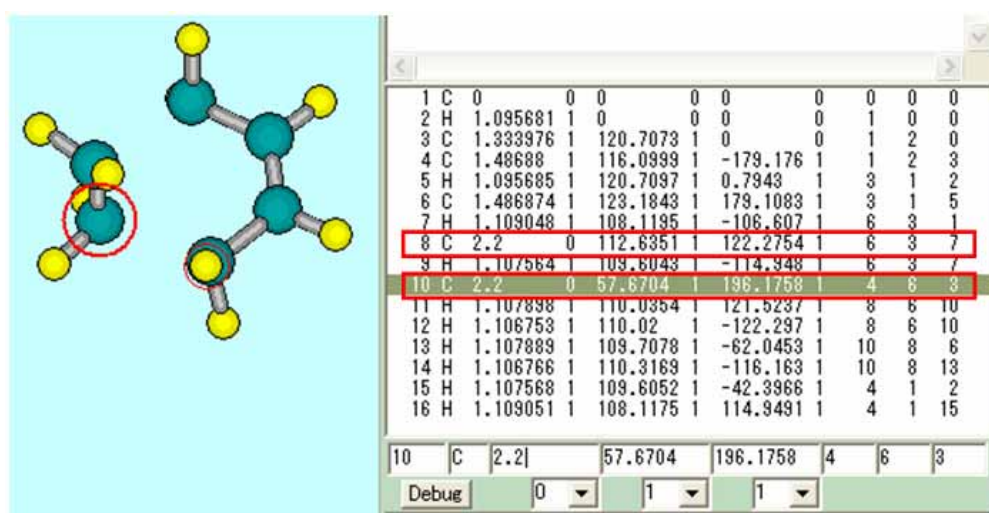 1 C 0 0 0 0 0 0 0 0 0
2 H 1.095681 1 0 0 0 0 1 0 0
3 C 1.333976 1 120.7073 1 0 0 1 2 0
4 C 1.48688 1 116.0999 1 -179.176 1 1 2 3
5 H 1.095685 1 120.7097 1 0.7943 1 3 1 2
6 C 1.486874 1 123.1843 1 179.1083 1 3 1 5
7 H 1.109048 1 108.1195 1 -106.607 1 6 3 1
8 C 2.2 0 112.6351 1 122.2754 1 6 3 7
9 H 1.107564 1 109.6043 1 -114.948 1 6 3 7
10 C 2.2 0 57.6704 1 196.1758 1 4 6 3
11 H 1.107898 1 110.0354 1 121.5237 1 8 6 10
12 H 1.106753 1 110.02 1 -122.297 1 8 6 10
13 H 1.107889 1 109.7078 1 -62.0453 1 10 8 6
14 H 1.106766 1 110.3169 1 -116.163 1 10 8 13
15 H 1.107568 1 109.6052 1 -42.3966 1 4 1 2
16 H 1.109051 1 108.1175 1 114.9491 1 4 1 15
10 C 2.2 57.6704 196.1758 4 6 3
Debug 0 1 1